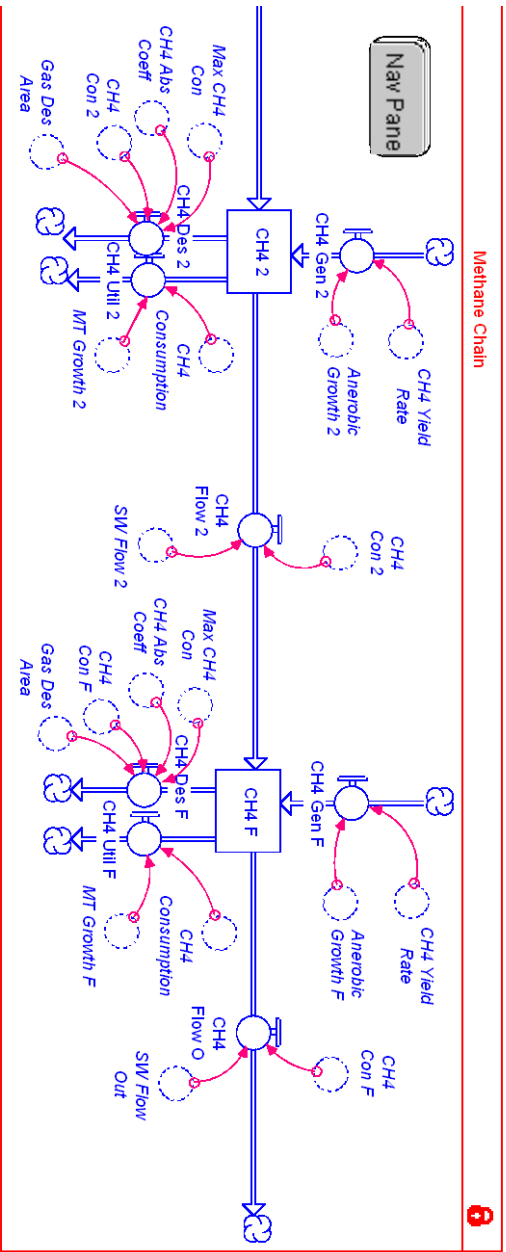 Methane Chain
8
Nav Pane
CH4 Yield
Rate
Anerobic
Growth 2
CH4 Gen 2
CH4 2
Max CH4
Con
CH4 Abs
Coeff
CH4
Con 2
Gas Des
Area
CH4 Des 2
CH4 Util 2
CH4
Consumption
MT Growth 2
CH4
Con 2
CH4
Flow 2
SW Flow 2
CH4 Yield
Rate
Anerobic
Growth F
CH4 Gen F
CH4 F
Max CH4
Con
CH4 Abs
Coeff
CH4
Con F
Gas Des
Area
CH4 Des F
CH4 Util F
CH4
Consumption
MT Growth F
CH4
Con F
CH4
Flow O
SW Flow
Out